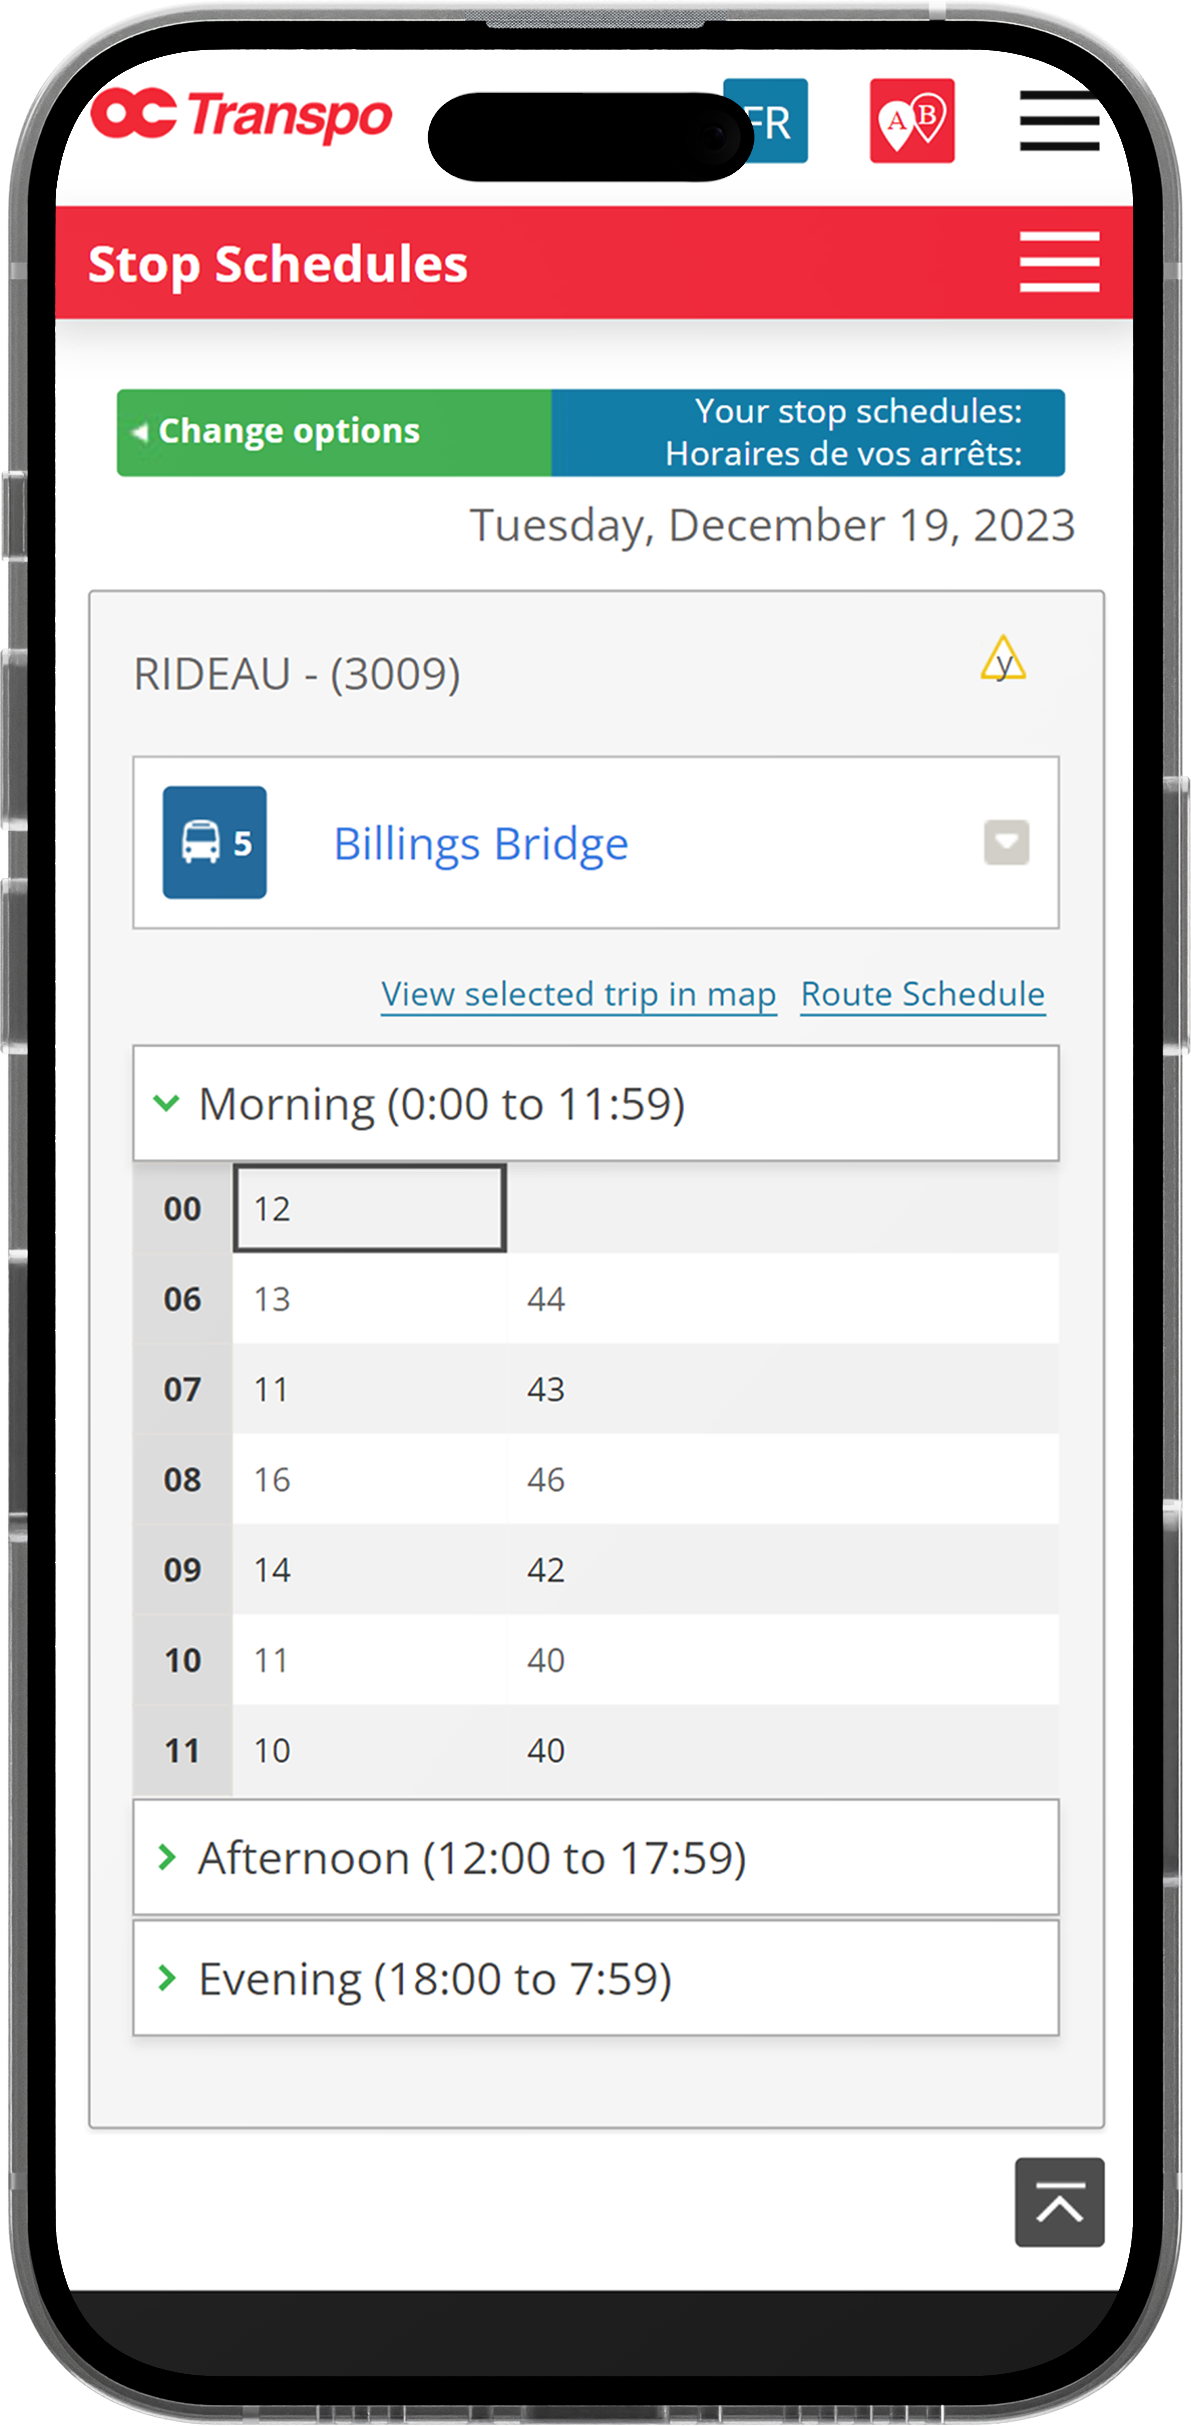 OC Transpo
FR
A B
Stop Schedules
Change options
Your stop schedules:
Horaires de vos arrêts:
Tuesday, December 19, 2023
RIDEAU - (3009)
y
5 Billings Bridge
View selected trip in map Route Schedule
Morning (0:00 to 11:59)
00 12
06 13 44
07 11 43
08 16 46
09 14 42
10 11 40
11 10 40
Afternoon (12:00 to 17:59)
Evening (18:00 to 7:59)